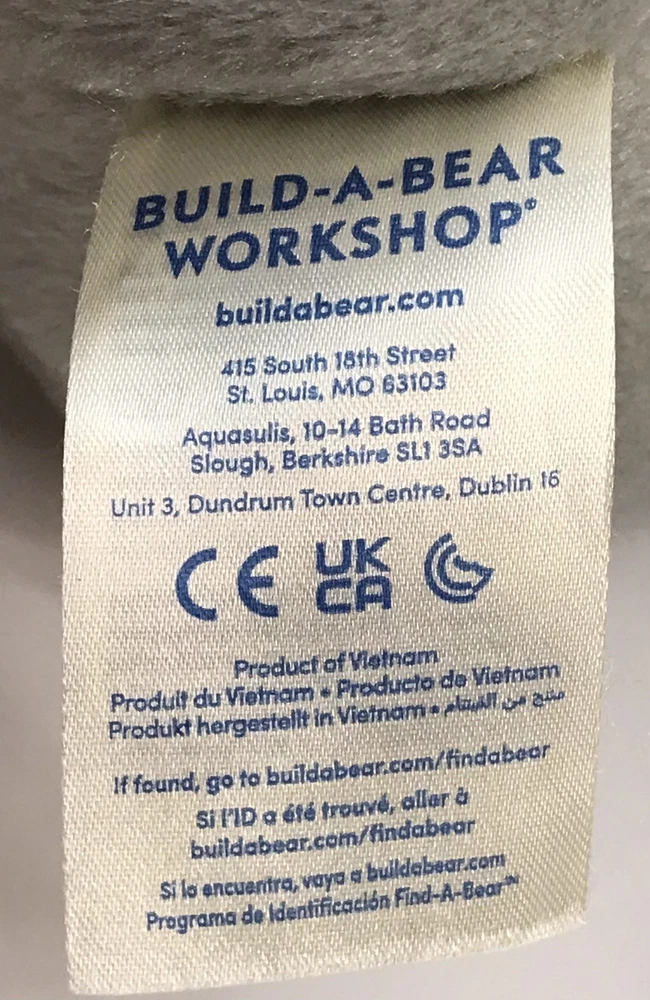 BUILD-A-BEAR
WORKSHOP®
buildabear.com
415 South 18th Street
St. Louis, MO 63103
Aquasulis, 10-14 Bath Road
Slough, Berkshire SL1 3SA
Unit 3, Dundrum Town Centre, Dublin 16
CE UK
CA
Product of Vietnam
Produit du Vietnam • Producto de Vietnam
Produkt hergestellt in Vietnam • منتج من الفيتنام
If found, go to buildabear.com/findabear
Si l'ID a été trouvé, aller à
buildabear.com/findabear
Si lo encuentra, vaya a buildabear.com
Programa de Identificación Find-A-Bear™